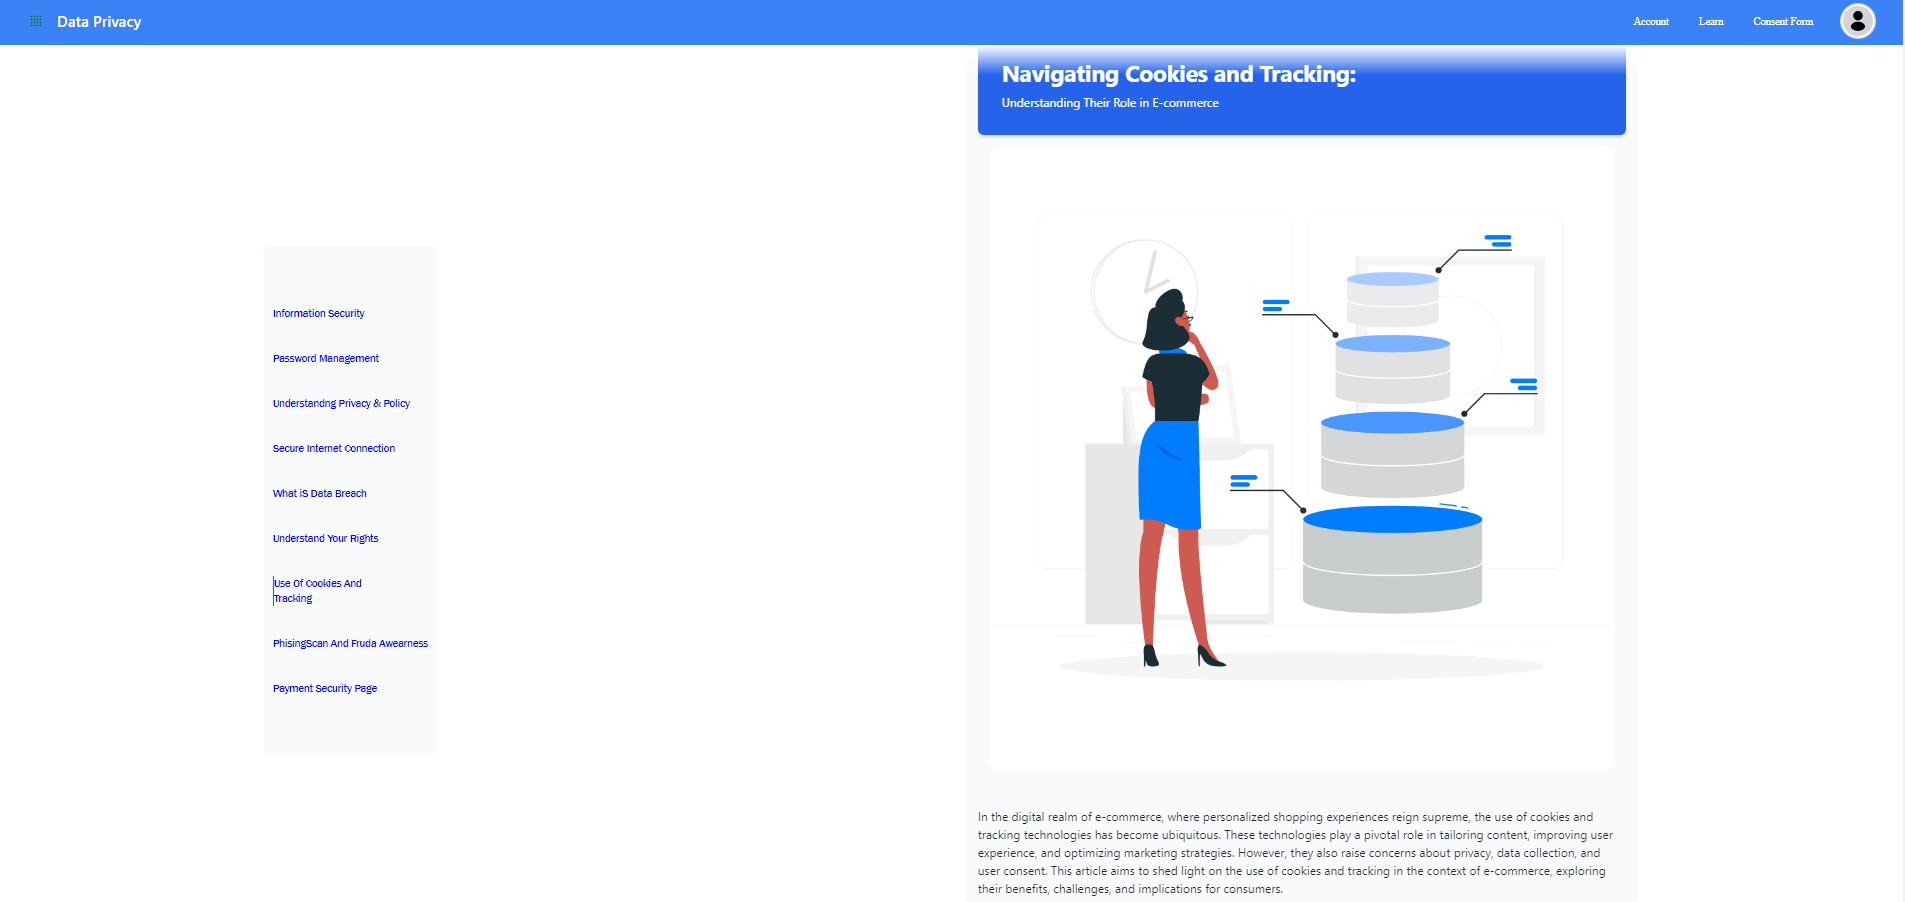 Data Privacy
Account
Learn
Consent Form
Information Security
Password Management
Understandng Privacy & Policy
Secure Internet Connection
What iS Data Breach
Understand Your Rights
Use Of Cookies And
Tracking
PhisingScan And Fruda Awearness
Payment Security Page
Navigating Cookies and Tracking:
Understanding Their Role in E-commerce
In the digital realm of e-commerce, where personalized shopping experiences reign supreme, the use of cookies and
tracking technologies has become ubiquitous. These technologies play a pivotal role in tailoring content, improving user
experience, and optimizing marketing strategies. However, they also raise concerns about privacy, data collection, and
user consent. This article aims to shed light on the use of cookies and tracking in the context of e-commerce, exploring
their benefits, challenges, and implications for consumers.